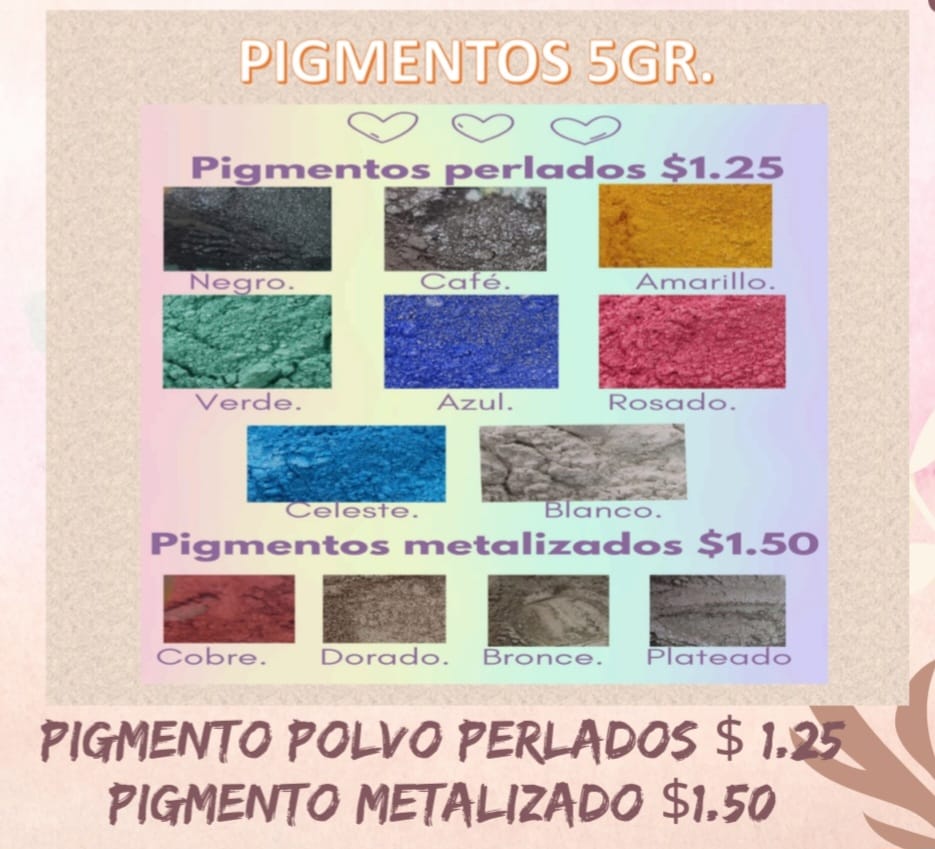 PIGMENTOS 5GR.
Pigmentos perlados $1.25
Negro. Café. Amarillo.
Verde. Azul. Rosado.
Celeste. Blanco.
Pigmentos metalizados $1.50
Cobre. Dorado. Bronce. Plateado
PIGMENTO POLVO PERLADOS $ 1.25
PIGMENTO METALIZADO $1.50